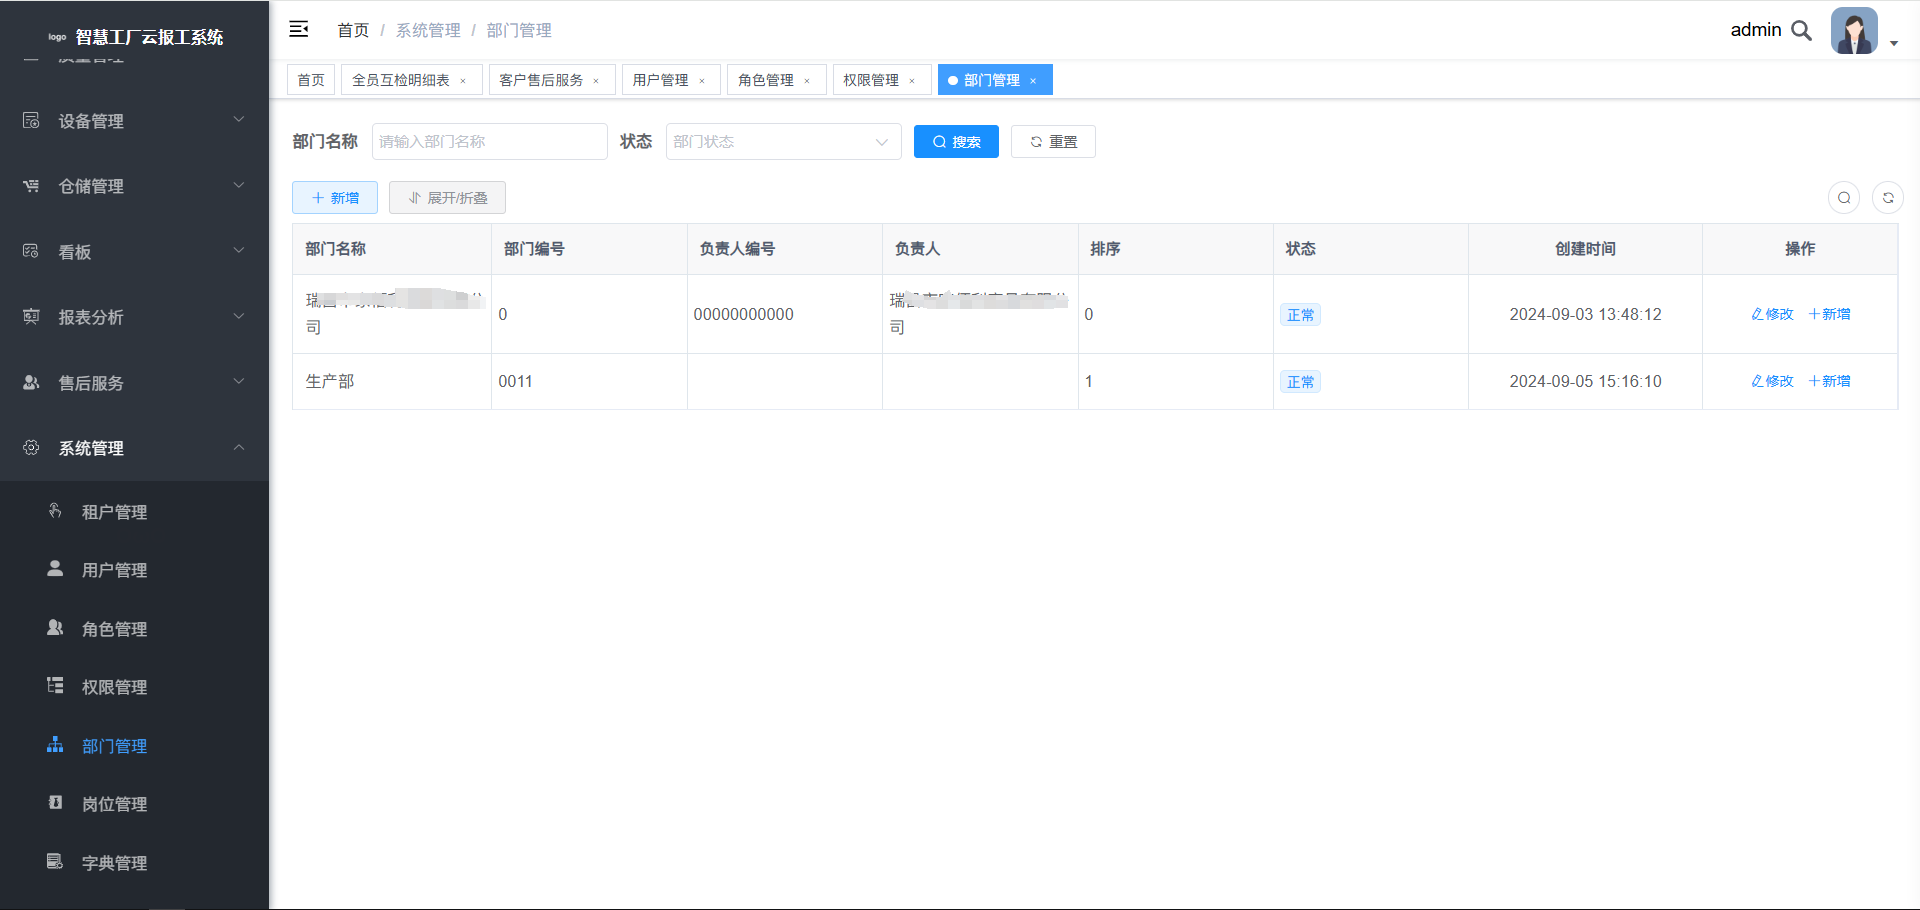 logo 智慧工厂云报工系统
设备管理
仓储管理
看板
报表分析
售后服务
系统管理
租户管理
用户管理
角色管理
权限管理
部门管理
岗位管理
字典管理
首页 / 系统管理 / 部门管理
admin
首页 全员互检明细表 × 客户售后服务 × 用户管理 × 角色管理 × 权限管理 × 部门管理 ×
部门名称 请输入部门名称 状态 部门状态 搜索 重置
新增 展开/折叠
部门名称 部门编号 负责人编号 负责人 排序 状态 创建时间 操作
瑞 瑞
司 0 00000000000 司 0 正常 2024-09-03 13:48:12 修改 新增
生产部 0011 1 正常 2024-09-05 15:16:10 修改 新增